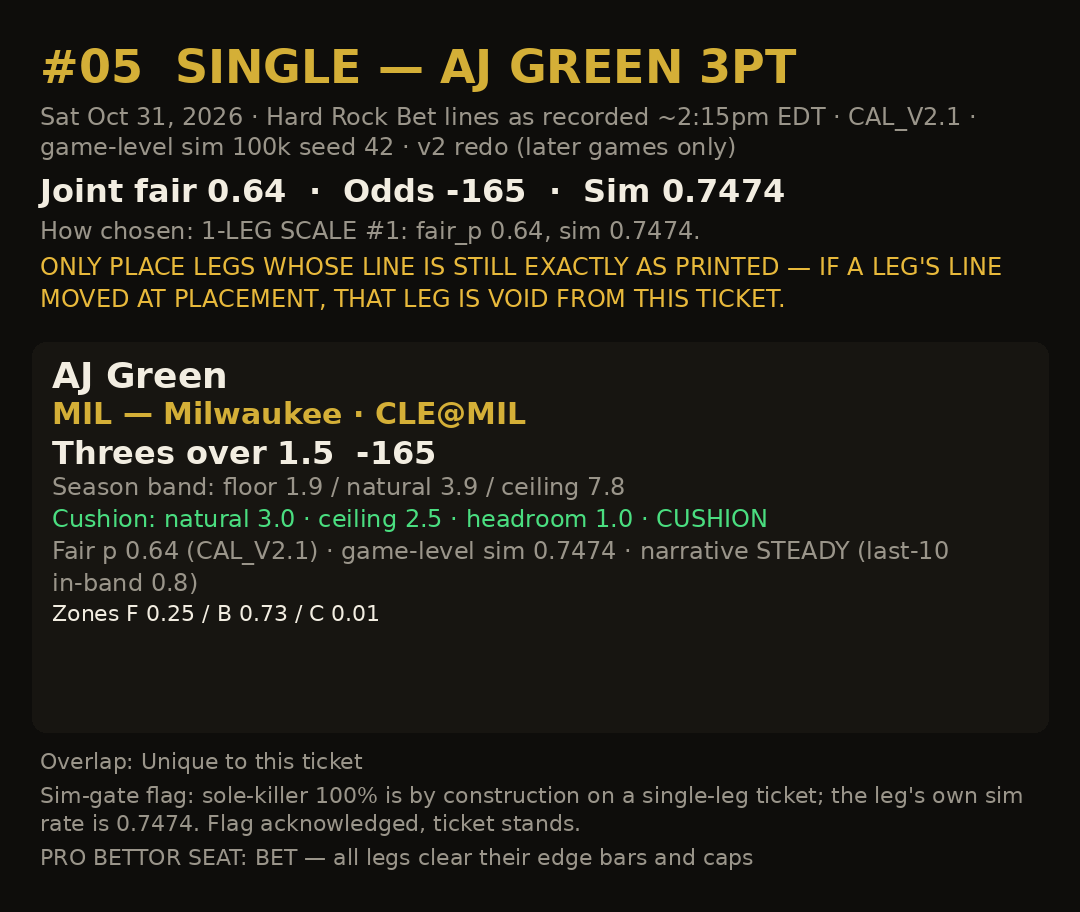 #05  SINGLE — AJ GREEN 3PT
Sat Oct 31, 2026 · Hard Rock Bet lines as recorded ~2:15pm EDT · CAL_V2.1 ·
game-level sim 100k seed 42 · v2 redo (later games only)
Joint fair 0.64  ·  Odds -165  ·  Sim 0.7474
How chosen: 1-LEG SCALE #1: fair_p 0.64, sim 0.7474.
ONLY PLACE LEGS WHOSE LINE IS STILL EXACTLY AS PRINTED — IF A LEG'S LINE
MOVED AT PLACEMENT, THAT LEG IS VOID FROM THIS TICKET.
AJ Green
MIL — Milwaukee · CLE@MIL
Threes over 1.5  -165
Season band: floor 1.9 / natural 3.9 / ceiling 7.8
Cushion: natural 3.0 · ceiling 2.5 · headroom 1.0 · CUSHION
Fair p 0.64 (CAL_V2.1) · game-level sim 0.7474 · narrative STEADY (last-10
in-band 0.8)
Zones F 0.25 / B 0.73 / C 0.01
Overlap: Unique to this ticket
Sim-gate flag: sole-killer 100% is by construction on a single-leg ticket; the leg's own sim
rate is 0.7474. Flag acknowledged, ticket stands.
PRO BETTOR SEAT: BET — all legs clear their edge bars and caps